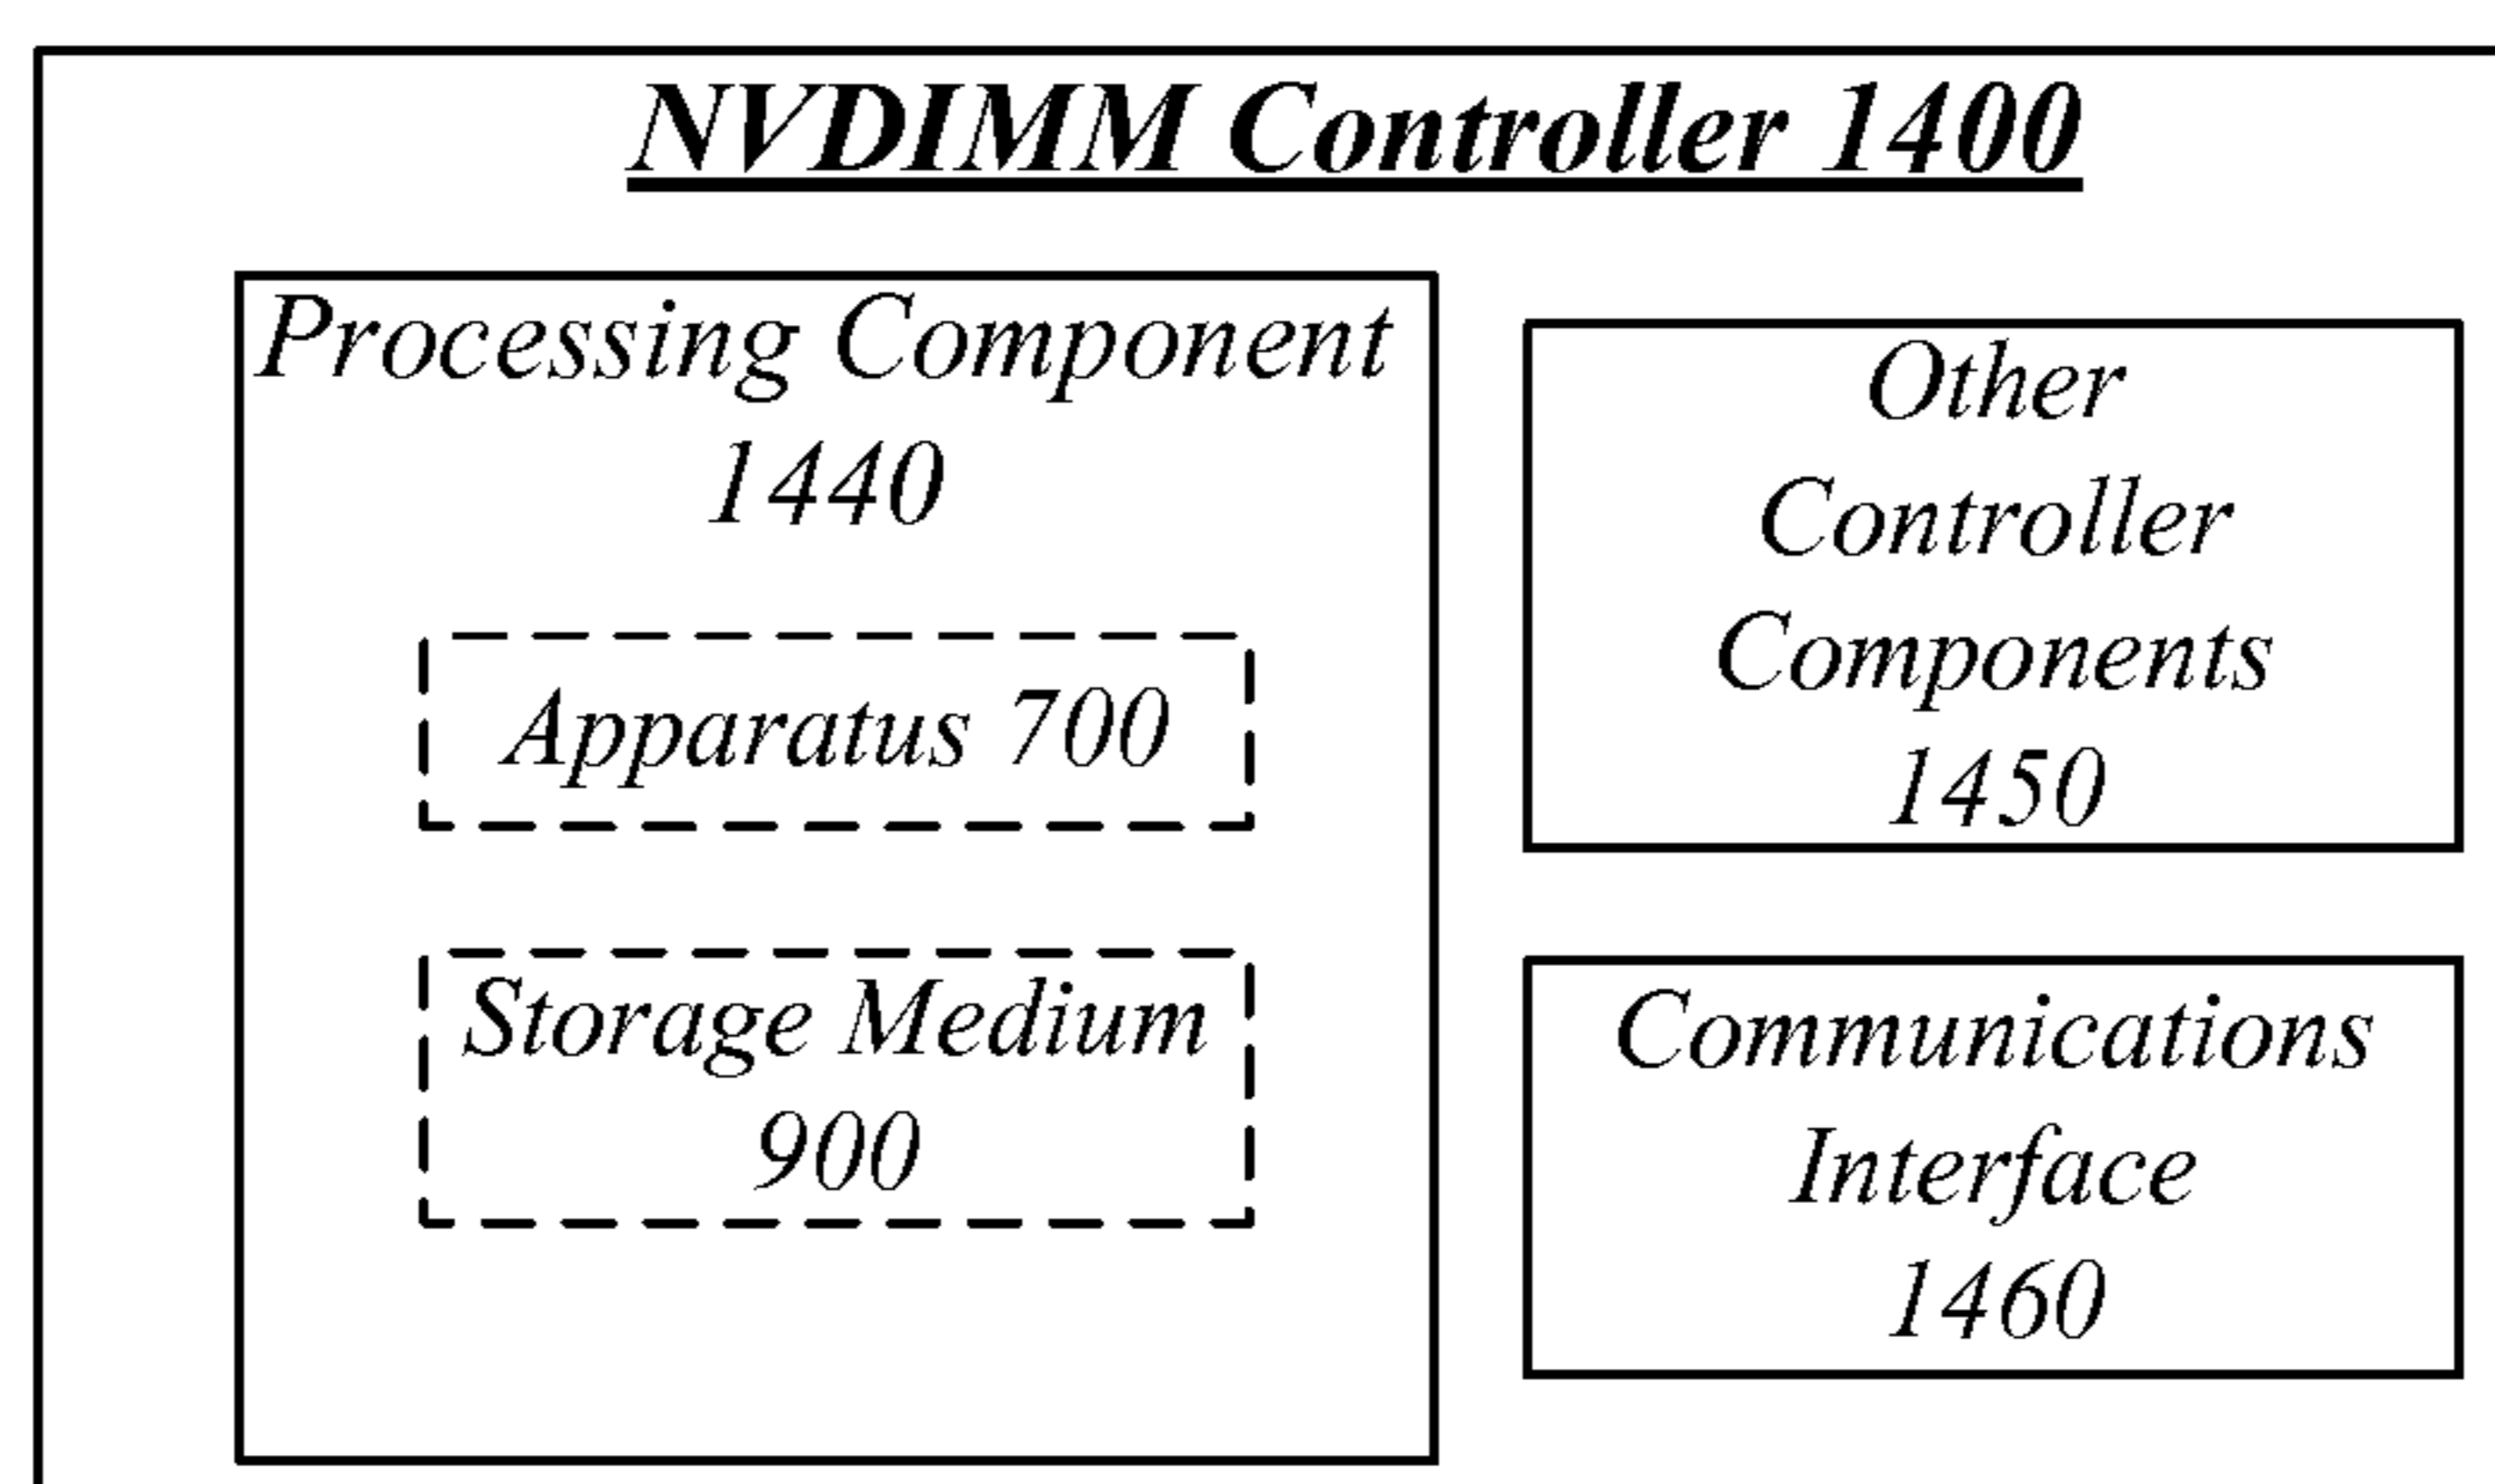 NVDIMM Controller 1400
Processing Component
1440
Apparatus 700
Storage Medium
900
Other
Controller
Components
1450
Communications
Interface
1460